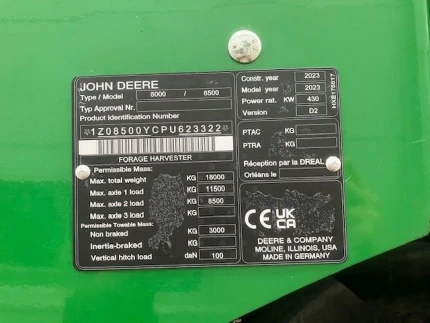 JOHN DEERE
Type / Model 8000 / 8500
Typ Approval Nr.
Product Identification Number
*1Z08500YCPU623322*
FORAGE HARVESTER
Permissible Mass:
Max. total weight KG 18000
Max. axle 1 load KG 11500
Max. axle 2 load KG 8500
Max. axle 3 load KG
Permissible Towable Mass:
Non braked KG 3000
Inertia-braked KG
Vertical hitch load daN 100
Constr. year 2023
Model year 2023
Power rat. KW 430
Version D2
PTAC KG
PTRA KG
Réception par la DREAL
Orléans le
CE UK CA
DEERE & COMPANY
MOLINE, ILLINOIS, USA
MADE IN GERMANY
HXE176617